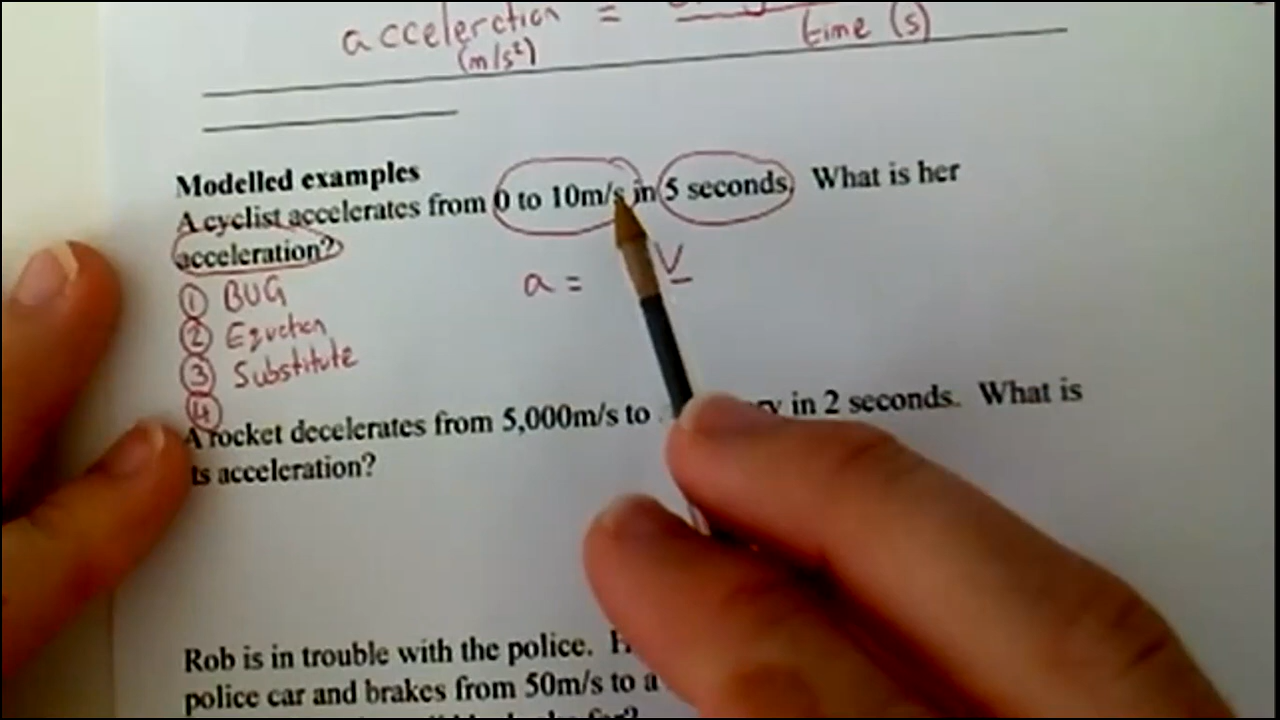 acceleration =
time (s)
(m/s²)
Modelled examples
A cyclist accelerates from 0 to 10m/s in 5 seconds. What is her
acceleration?
a = V
① BUG
② Equation
③ Substitute
④
A rocket decelerates from 5,000m/s to in 2 seconds. What is
its acceleration?
Rob is in trouble with the police.
police car and brakes from 50m/s to a